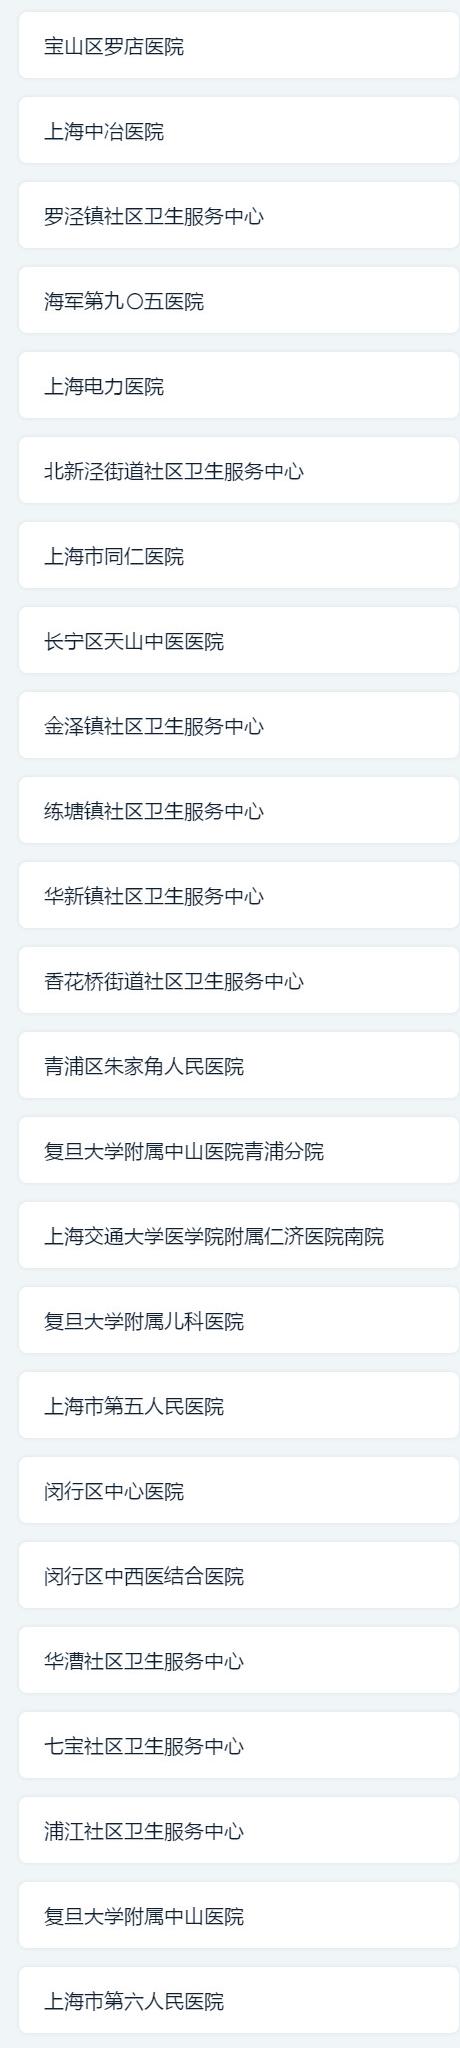 宝山区罗店医院
上海中冶医院
罗泾镇社区卫生服务中心
海军第九〇五医院
上海电力医院
北新泾街道社区卫生服务中心
上海市同仁医院
长宁区天山中医医院
金泽镇社区卫生服务中心
练塘镇社区卫生服务中心
华新镇社区卫生服务中心
香花桥街道社区卫生服务中心
青浦区朱家角人民医院
复旦大学附属中山医院青浦分院
上海交通大学医学院附属仁济医院南院
复旦大学附属儿科医院
上海市第五人民医院
闵行区中心医院
闵行区中西医结合医院
华漕社区卫生服务中心
七宝社区卫生服务中心
浦江社区卫生服务中心
复旦大学附属中山医院
上海市第六人民医院